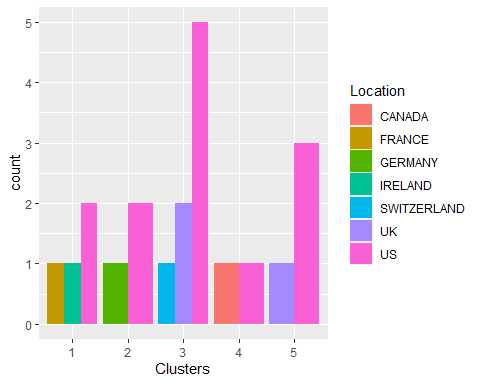 5
4
3
2
1
0
count
1 2 3 4 5
Clusters
Location
CANADA
FRANCE
GERMANY
IRELAND
SWITZERLAND
UK
US